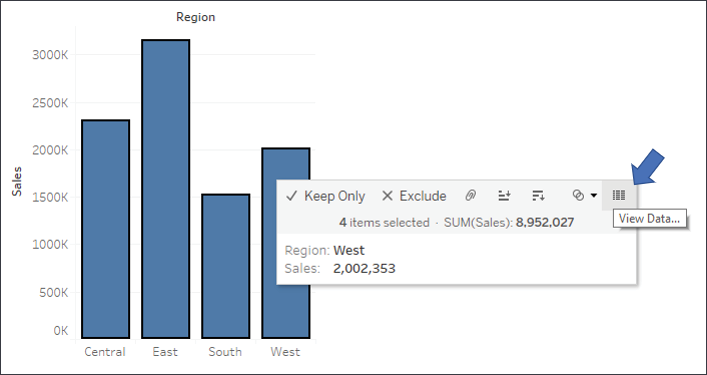 Region
3000K
2500K
2000K
1500K
1000K
500K
0K
Sales
Central East South West
Keep Only Exclude
View Data...
4 items selected · SUM(Sales): 8,952,027
Region: West
Sales: 2,002,353